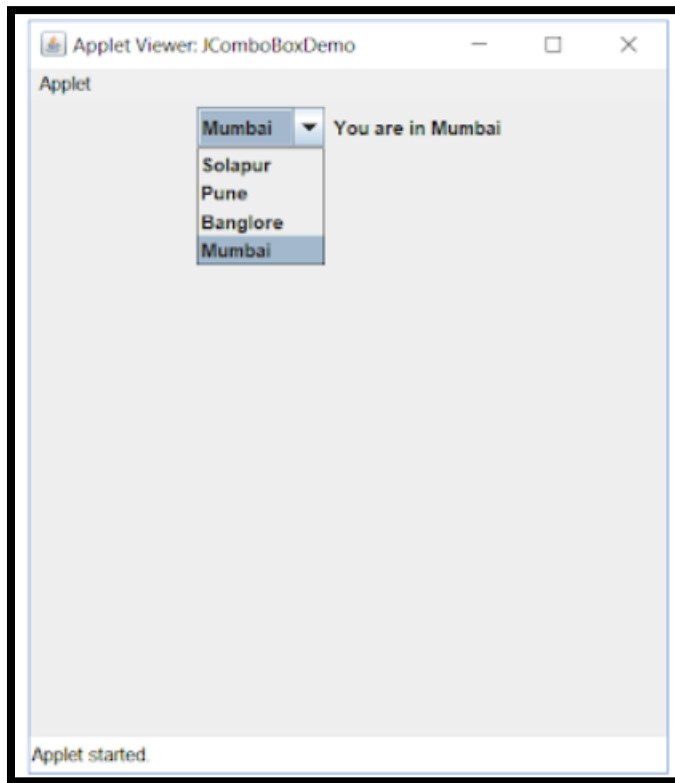 Applet Viewer: JComboBoxDemo
Applet
Mumbai You are in Mumbai
Solapur
Pune
Banglore
Mumbai
Applet started.